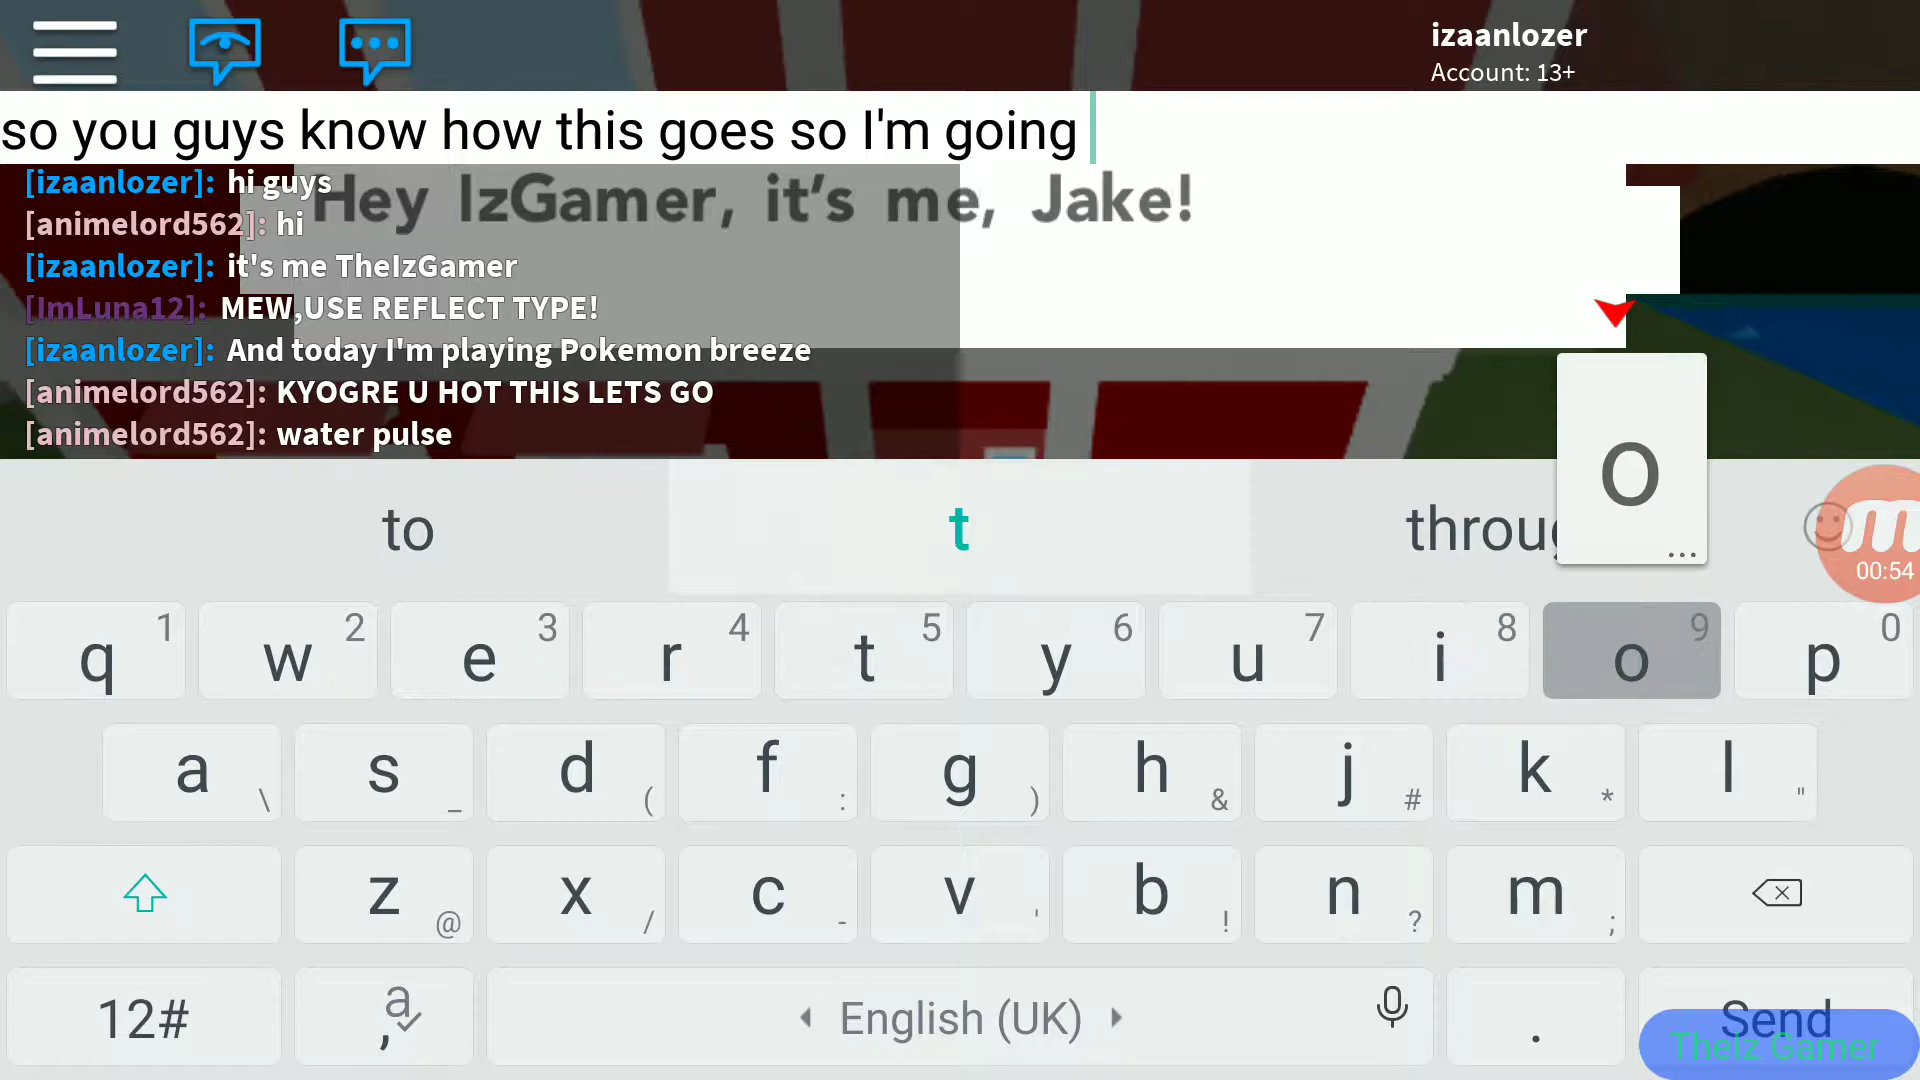 izaanlozer
Account: 13+
so you guys know how this goes so I'm going
Hey IzGamer, it's me, Jake!
[izaanlozer]: hi guys
[animelord562]: hi
[izaanlozer]: it's me TheIzGamer
[ImLuna12]: MEW,USE REFLECT TYPE!
[izaanlozer]: And today I'm playing Pokemon breeze
[animelord562]: KYOGRE U HOT THIS LETS GO
[animelord562]: water pulse
o
...
to t
00:54
q 1 w 2 e 3 r 4 t 5 y 6 u 7 i 8 o 9 p 0
a \ s _ d ( f : g ) h & j # k * l "
z @ x / c - v ' b ! n ? m ;
12# , a English (UK) . Send
TheIz Gamer